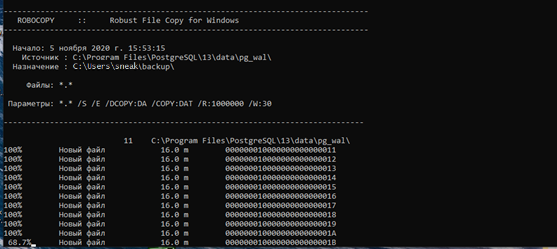 -------------------------------------------------------------------------------
ROBOCOPY     ::     Robust File Copy for Windows
-------------------------------------------------------------------------------
Начало: 5 ноября 2020 г. 15:53:15
Источник : C:\Program Files\PostgreSQL\13\data\pg_wal\
Назначение : C:\Users\sneak\backup\
Файлы: *.*
Параметры: *.* /S /E /DCOPY:DA /COPY:DAT /R:1000000 /W:30
------------------------------------------------------------------------------
11    C:\Program Files\PostgreSQL\13\data\pg_wal\
100%        Новый файл            16.0 m        000000010000000000000011
100%        Новый файл            16.0 m        000000010000000000000012
100%        Новый файл            16.0 m        000000010000000000000013
100%        Новый файл            16.0 m        000000010000000000000014
100%        Новый файл            16.0 m        000000010000000000000015
100%        Новый файл            16.0 m        000000010000000000000016
100%        Новый файл            16.0 m        000000010000000000000017
100%        Новый файл            16.0 m        000000010000000000000018
100%        Новый файл            16.0 m        000000010000000000000019
100%        Новый файл            16.0 m        00000001000000000000001A
68.7%        Новый файл            16.0 m        00000001000000000000001B